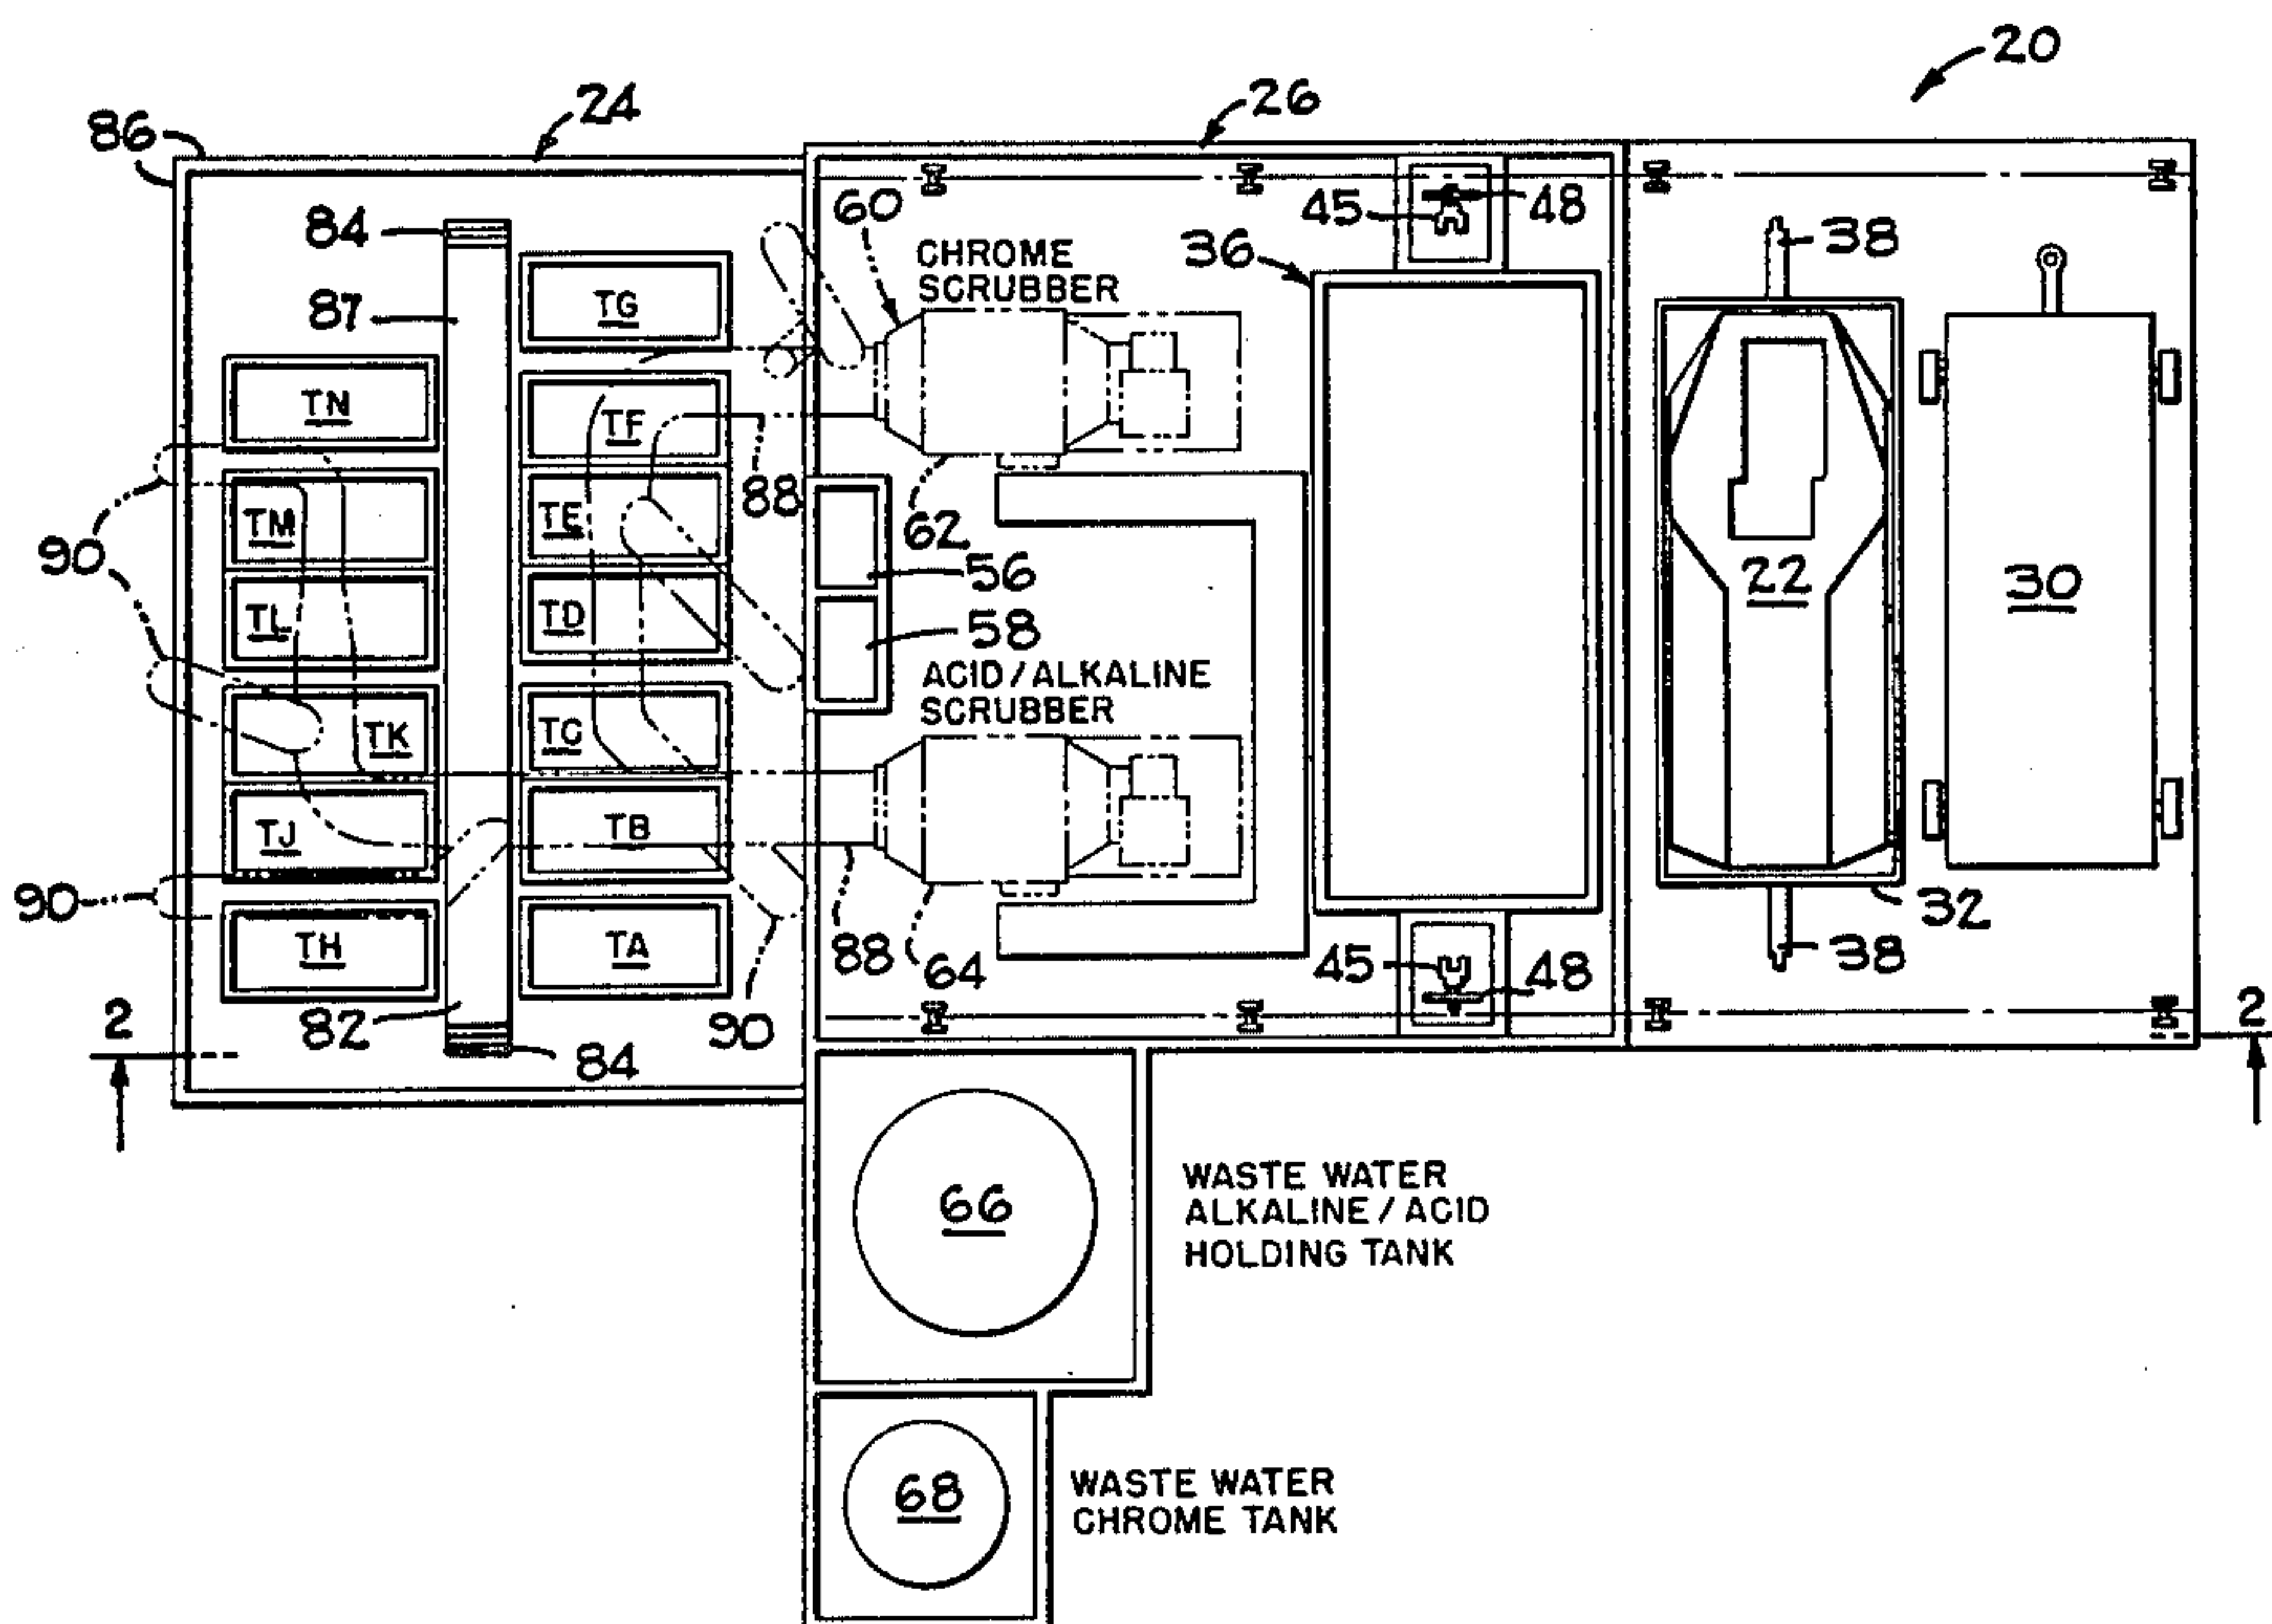 20
24
26
86
84
60
45
48
38
CHROME
SCRUBBER
36
87
TG
TN
TF
88
TM
TE
62
90
56
22
30
TL
TD
58
ACID/ALKALINE
SCRUBBER
TK
TC
TJ
TB
90
32
TH
TA
88
64
45
48
38
2
82
90
2
84
66
WASTE WATER
ALKALINE/ACID
HOLDING TANK
68
WASTE WATER
CHROME TANK